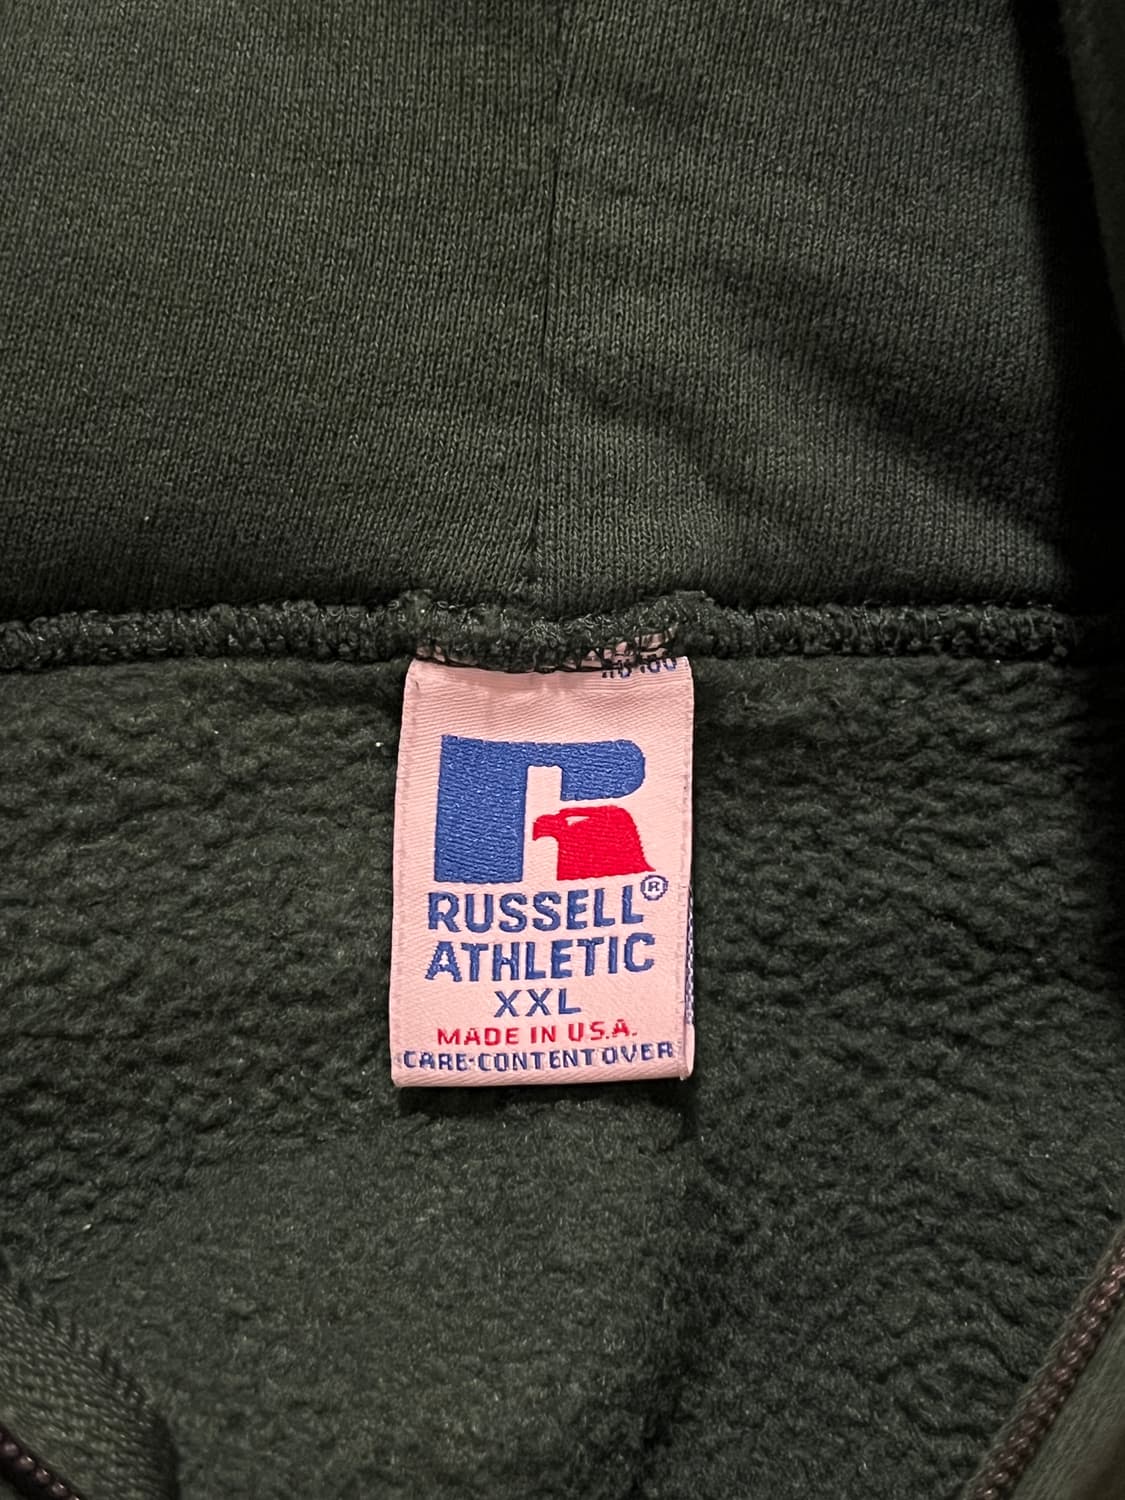 RUSSELL®
ATHLETIC
XXL
MADE IN U.S.A.
CARE-CONTENT OVER